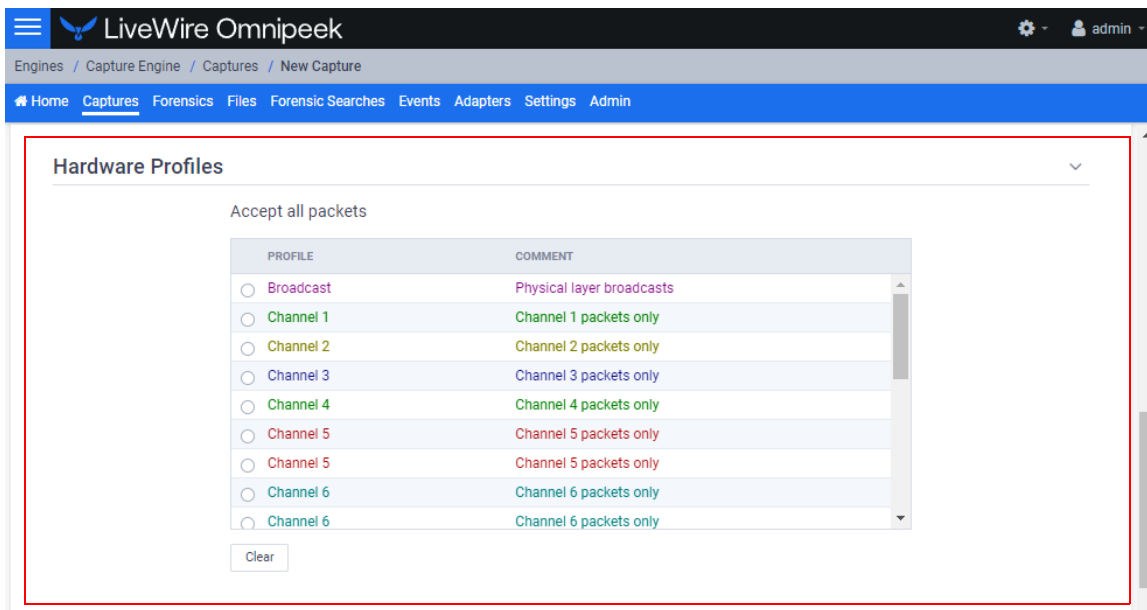 LiveWire Omnipeek admin
Engines / Capture Engine / Captures / New Capture
Home Captures Forensics Files Forensic Searches Events Adapters Settings Admin
Hardware Profiles
Accept all packets
PROFILE COMMENT
Broadcast Physical layer broadcasts
Channel 1 Channel 1 packets only
Channel 2 Channel 2 packets only
Channel 3 Channel 3 packets only
Channel 4 Channel 4 packets only
Channel 5 Channel 5 packets only
Channel 5 Channel 5 packets only
Channel 6 Channel 6 packets only
Channel 6 Channel 6 packets only
Clear